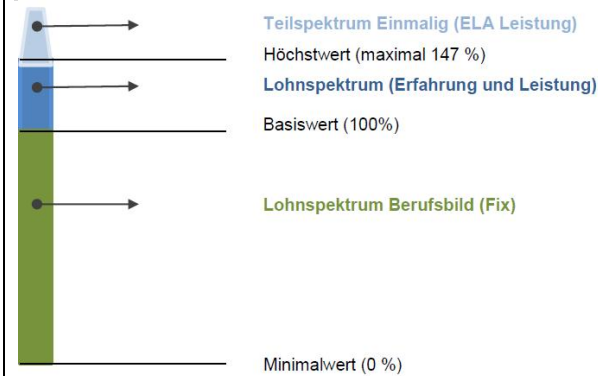 Teilspektrum Einmalig (ELA Leistung)
Höchstwert (maximal 147 %)
Lohnspektrum (Erfahrung und Leistung)
Basiswert (100%)
Lohnspektrum Berufsbild (Fix)
Minimalwert (0 %)